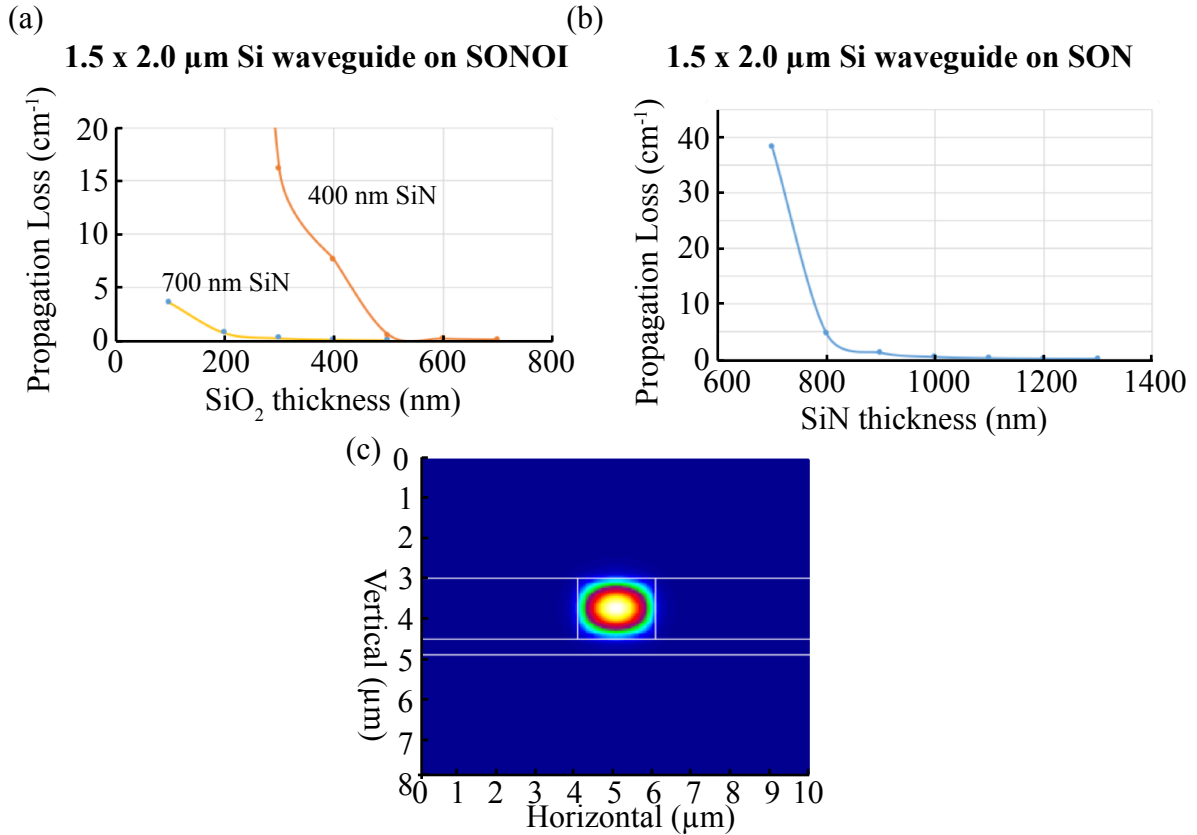 (a)
1.5 x 2.0 µm Si waveguide on SONOI
Propagation Loss (cm-1)
20
15
10
5
0
400 nm SiN
700 nm SiN
0 200 400 600 800
SiO2 thickness (nm)
(b)
1.5 x 2.0 µm Si waveguide on SON
Propagation Loss (cm-1)
40
30
20
10
0
600 800 1000 1200 1400
SiN thickness (nm)
(c)
Vertical (µm)
0
1
2
3
4
5
6
7
8
0 1 2 3 4 5 6 7 8 9 10
Horizontal (µm)